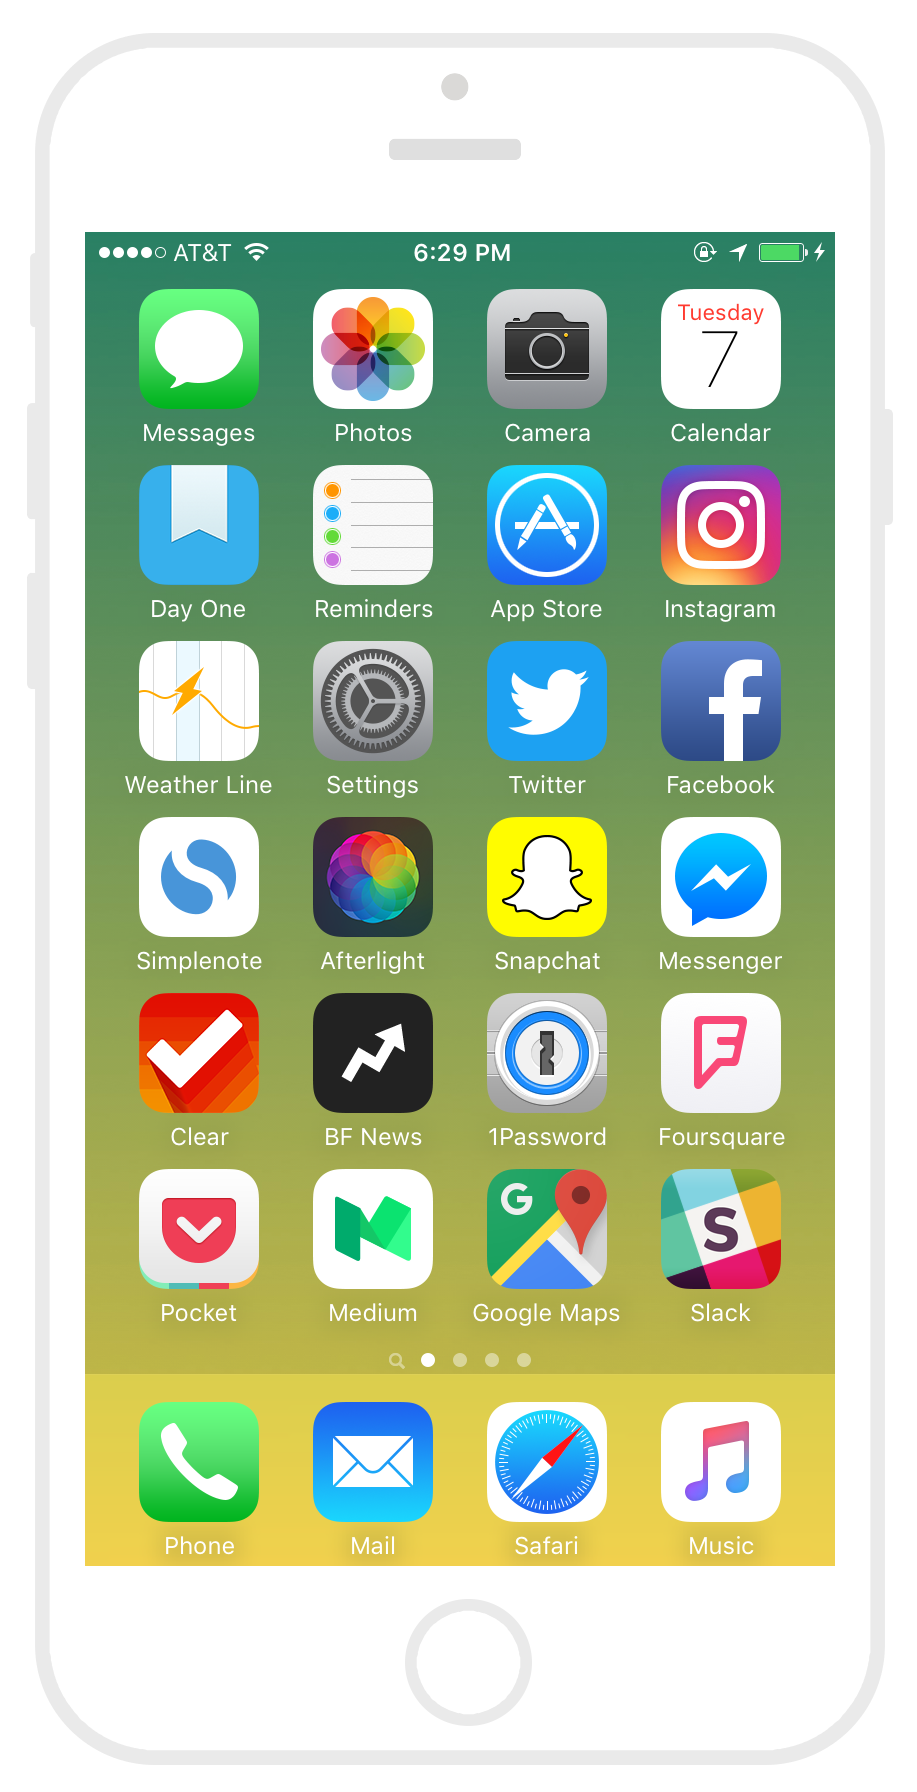 AT&T 6:29 PM
Tuesday
7
Messages Photos Camera Calendar
Day One Reminders App Store Instagram
Weather Line Settings Twitter Facebook
Simplenote Afterlight Snapchat Messenger
Clear BF News 1Password Foursquare
G S
Pocket Medium Google Maps Slack
Phone Mail Safari Music